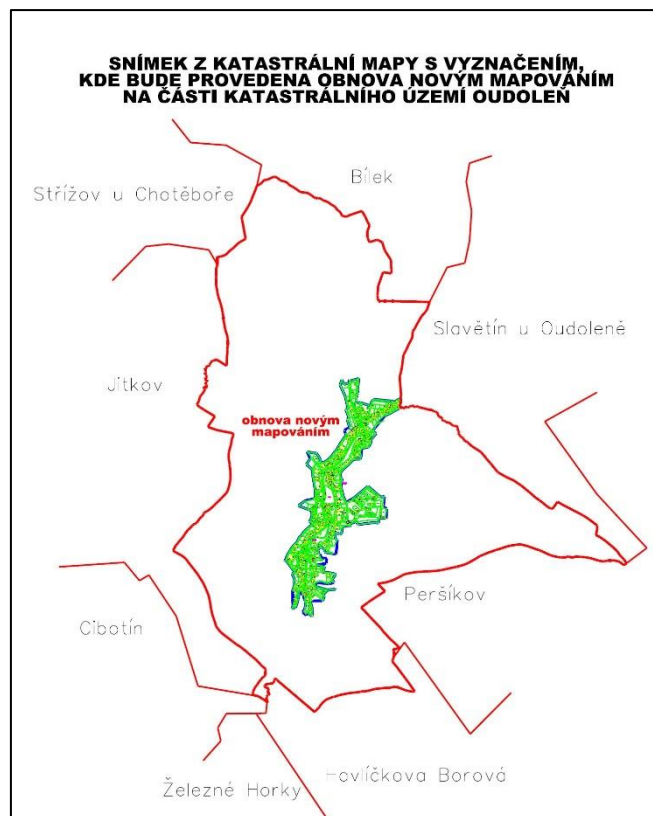 SNÍMEK Z KATASTRÁLNÍ MAPY S VYZNAČENÍM,
KDE BUDE PROVEDENA OBNOVA NOVÝM MAPOVÁNÍM
NA ČÁSTI KATASTRÁLNÍHO ÚZEMÍ OUDOLEŇ
Bílek
Střížov u Chotěboře
Slavětín u Oudoleně
Jitkov
obnova novým
mapováním
Peršíkov
Cibotín
Havlíčkova Borová
Železné Horky